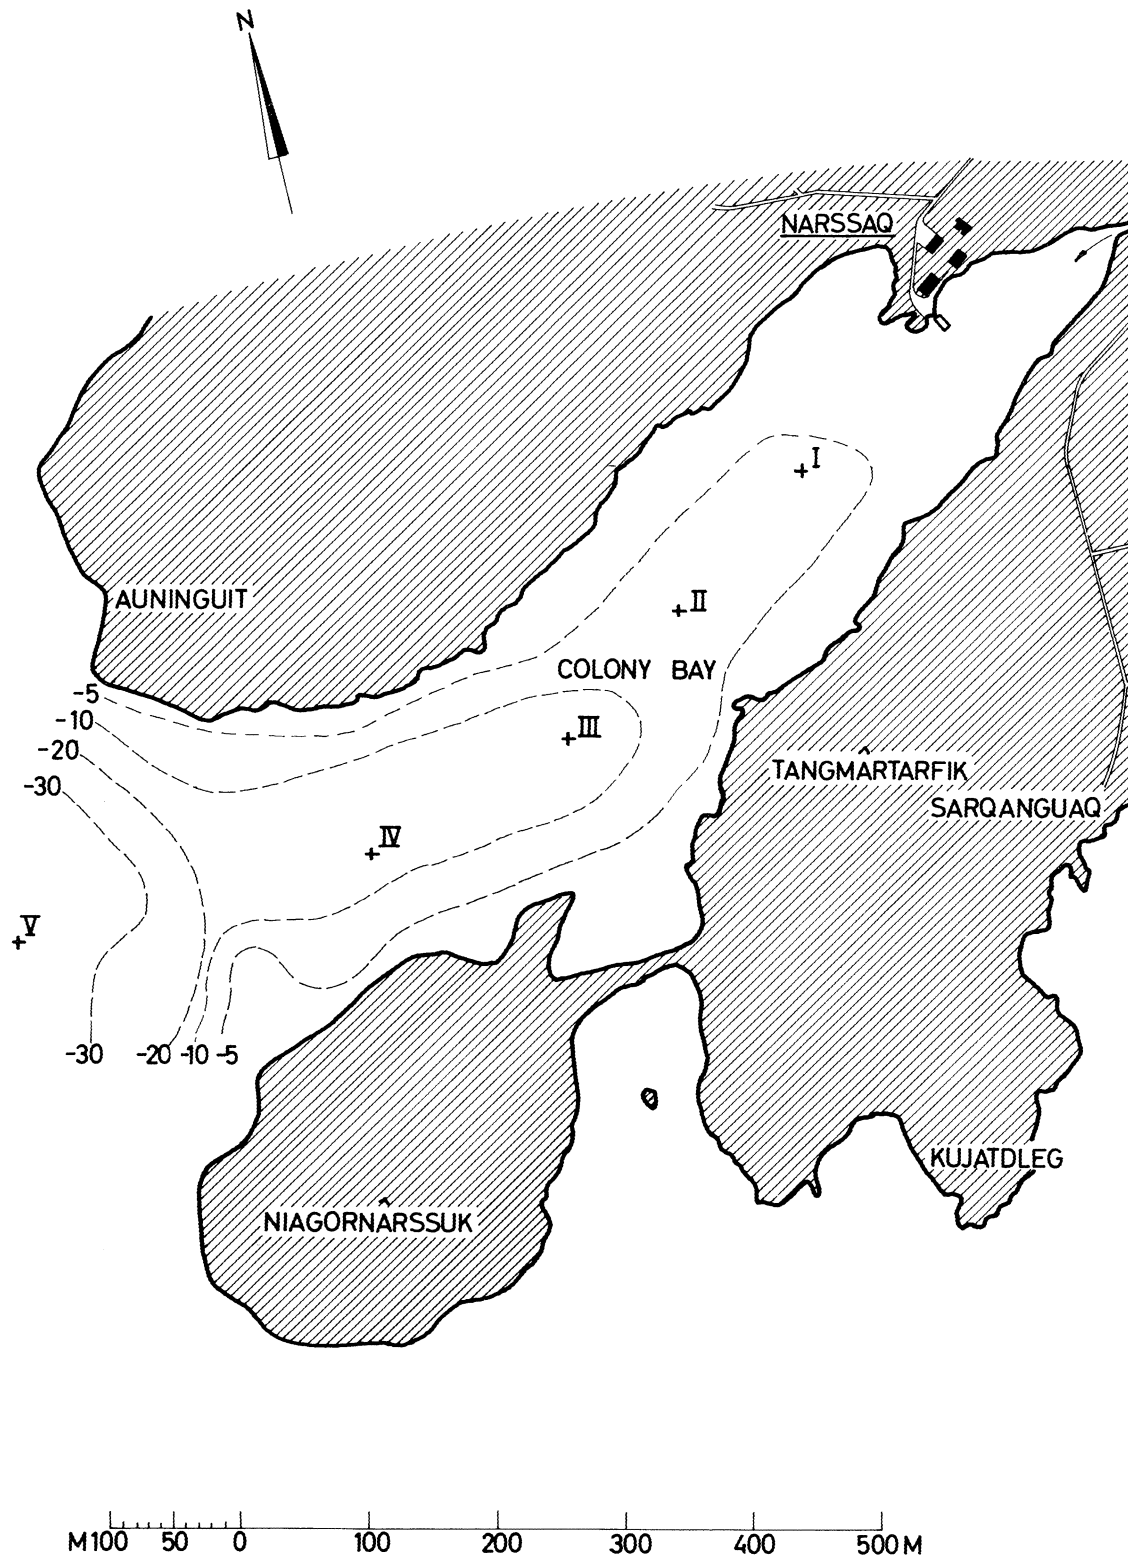 N
NARSSAQ
I
AUNINGUIT
II
COLONY BAY
-5
-10
III
-20
TANGMÂRTARFIK
-30
SARQANGUAQ
IV
V
-30 -20 -10 -5
KUJATDLEG
NIAGORNÂRSSUK
M100 50 0 100 200 300 400 500 M